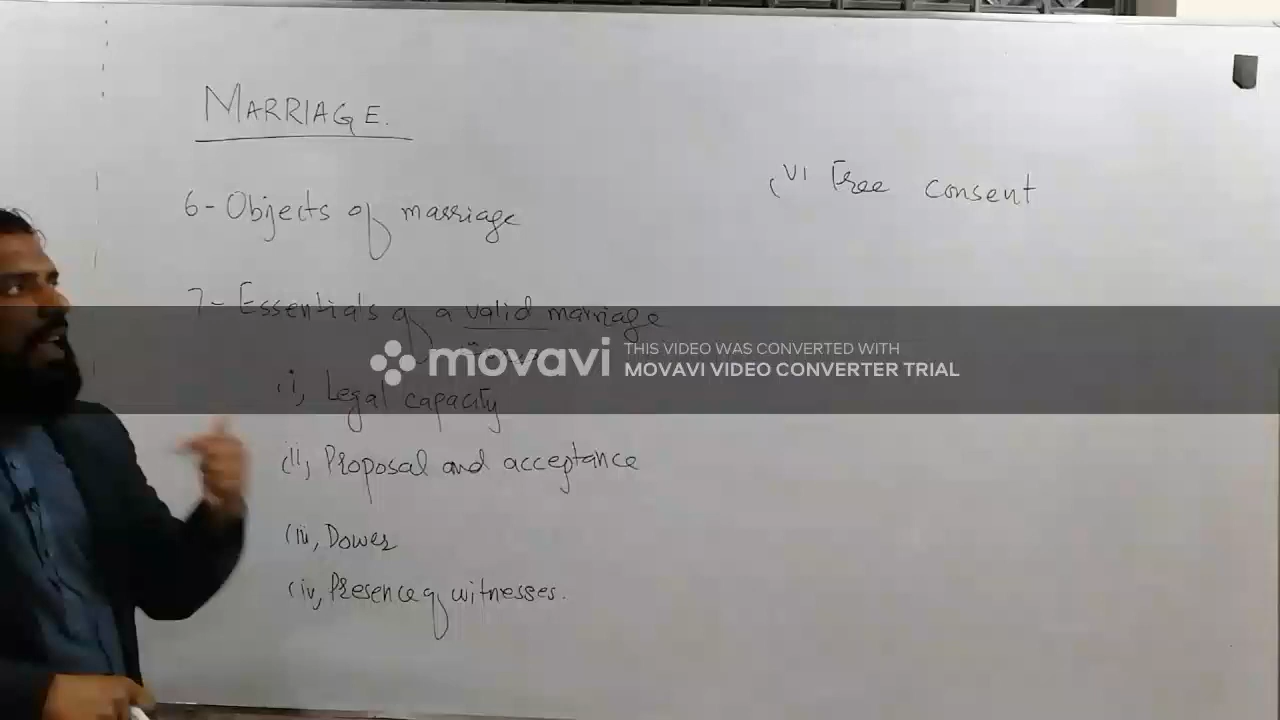 MARRIAGE.
6- Objects of marriage
7- Essentials of a valid marriage
(i, Legal capacity
(ii, Proposal and acceptance
(iii, Dower
(iv, Presence of witnesses.
(VI Free consent
movavi
THIS VIDEO WAS CONVERTED WITH
MOVAVI VIDEO CONVERTER TRIAL